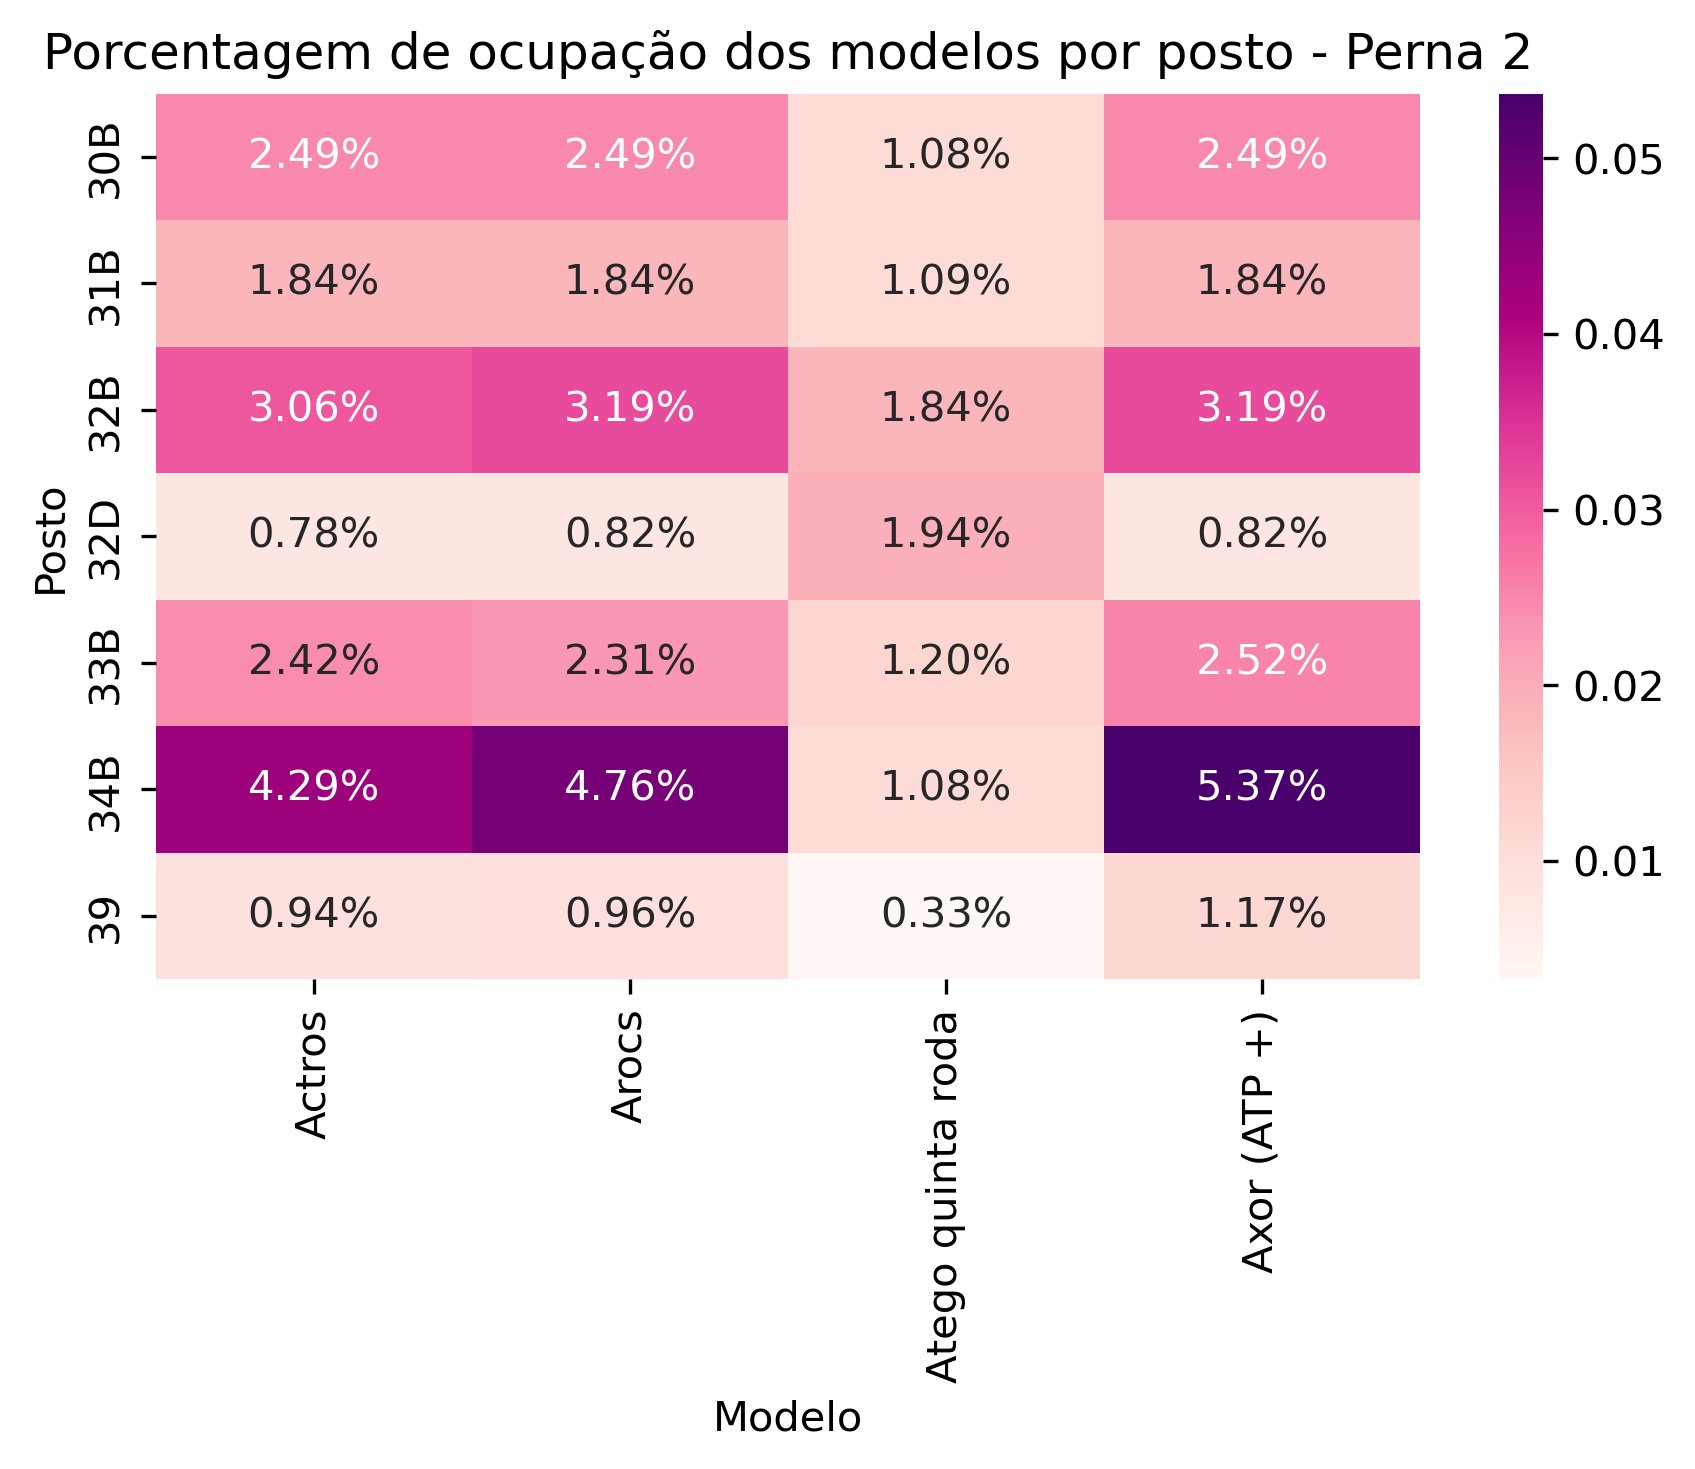 Porcentagem de ocupação dos modelos por posto - Perna 2
30B 2.49% 2.49% 1.08% 2.49%
31B 1.84% 1.84% 1.09% 1.84%
32B 3.06% 3.19% 1.84% 3.19%
32D 0.78% 0.82% 1.94% 0.82%
33B 2.42% 2.31% 1.20% 2.52%
34B 4.29% 4.76% 1.08% 5.37%
39 0.94% 0.96% 0.33% 1.17%
Posto
Actros
Arocs
Atego quinta roda
Axor (ATP +)
Modelo
0.05
0.04
0.03
0.02
0.01